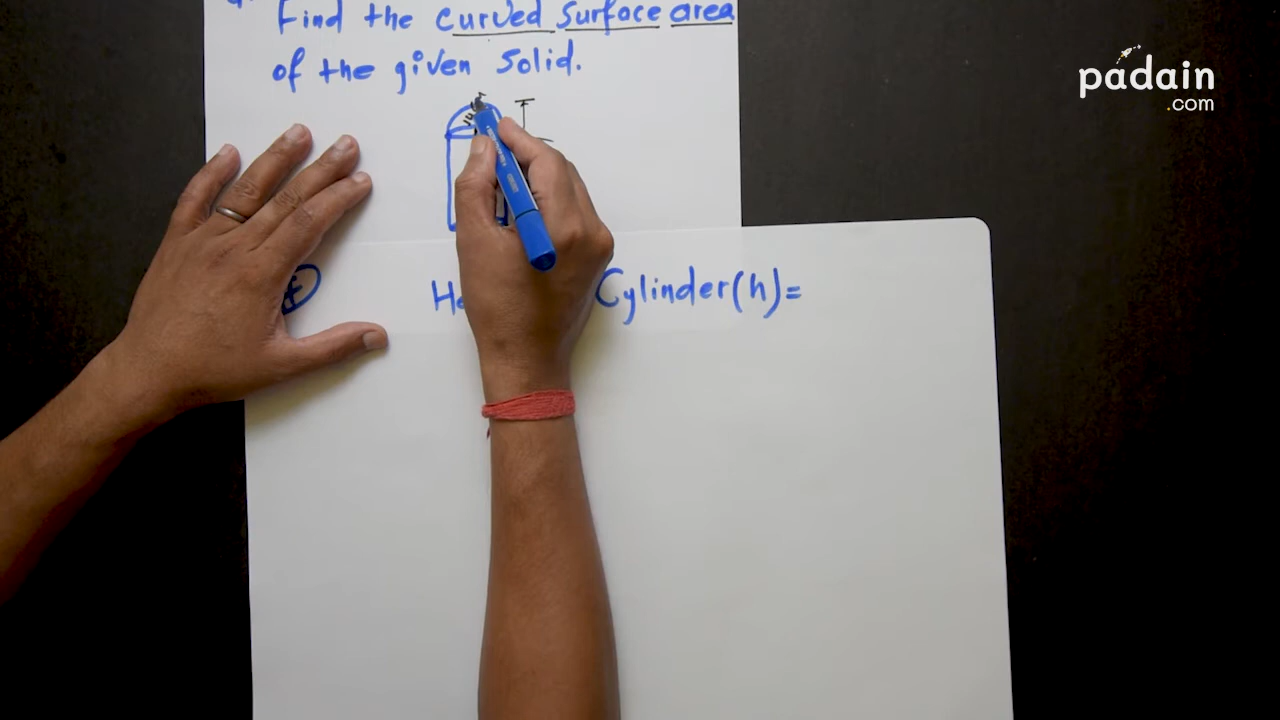 Find the curved surface area
of the given Solid.
Cylinder(h)=
padain
.com